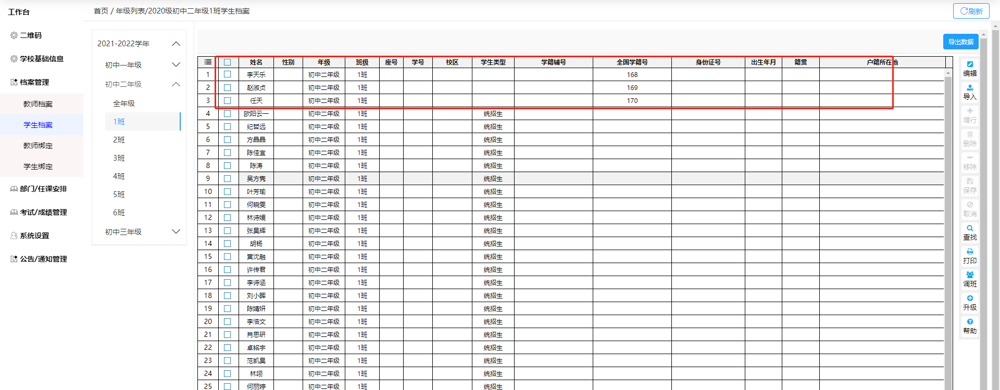 工作台
首页 / 年级列表/2020级初中二年级1班学生档案
刷新
二维码
学校基础信息
档案管理
教师档案
学生档案
教师绑定
学生绑定
部门/任课安排
考试/成绩管理
系统设置
公告/通知管理
2021-2022学年
初中一年级
初中二年级
全年级
1班
2班
3班
4班
5班
6班
初中三年级
导出数据
姓名 性别 年级 班级 座号 学号 校区 学生类型 学籍辅号 全国学籍号 身份证号 出生年月 籍贯 户籍所在地
1 李天乐 初中二年级 1班 168
2 赵淑贞 初中二年级 1班 169
3 任天 初中二年级 1班 170
4 欧阳云一 初中二年级 1班 统招生
5 纪哲远 初中二年级 1班 统招生
6 方晶晶 初中二年级 1班 统招生
7 陈佳宜 初中二年级 1班 统招生
8 陈涛 初中二年级 1班 统招生
9 吴方隽 初中二年级 1班 统招生
10 叶芳瑜 初中二年级 1班 统招生
11 何晓雯 初中二年级 1班 统招生
12 林诗媛 初中二年级 1班 统招生
13 张昊辉 初中二年级 1班 统招生
14 胡杨 初中二年级 1班 统招生
15 黄沈融 初中二年级 1班 统招生
16 许传君 初中二年级 1班 统招生
17 李诗涵 初中二年级 1班 统招生
18 刘小晖 初中二年级 1班 统招生
19 陈婧妍 初中二年级 1班 统招生
20 李浩文 初中二年级 1班 统招生
21 肖思研 初中二年级 1班 统招生
22 卓铭宇 初中二年级 1班 统招生
23 范凯昊 初中二年级 1班 统招生
24 林翊 初中二年级 1班 统招生
25 何丽婷 初中二年级 1班 统招生
编辑
导入
增行
删除
移除
保存
取消
查找
打印
调班
升级
帮助